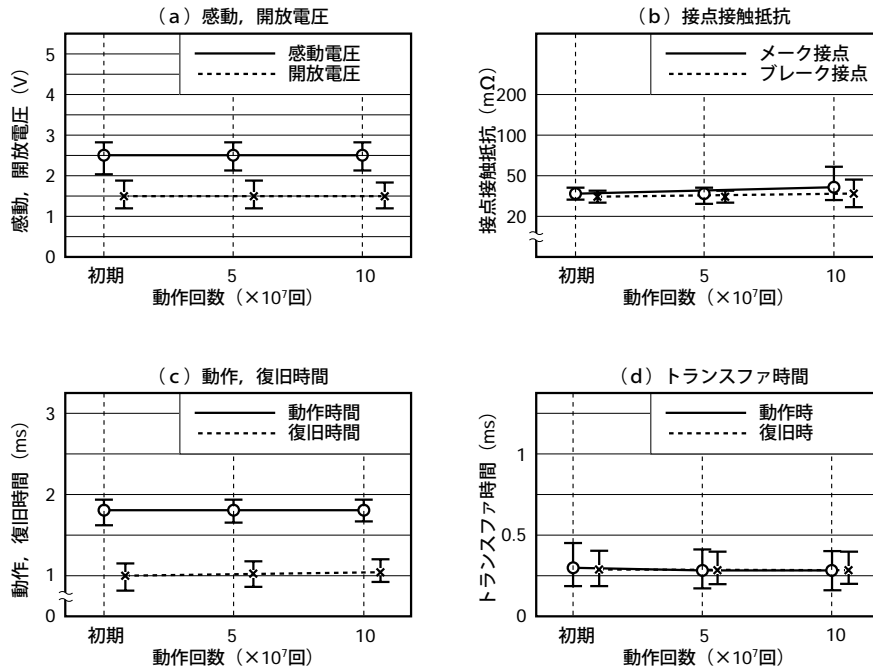 (a)感動,開放電圧
感動電圧
開放電圧
感動,開放電圧(V)
5
4
3
2
1
0
初期
5
10
動作回数(×10⁷回)
(b)接点接触抵抗
メーク接点
ブレーク接点
接点接触抵抗(mΩ)
200
100
50
20
初期
5
10
動作回数(×10⁷回)
(c)動作,復旧時間
動作時間
復旧時間
動作,復旧時間(ms)
3
2
1
0
初期
5
10
動作回数(×10⁷回)
(d)トランスファ時間
動作時
復旧時
トランスファ時間(ms)
1
0.5
0
初期
5
10
動作回数(×10⁷回)